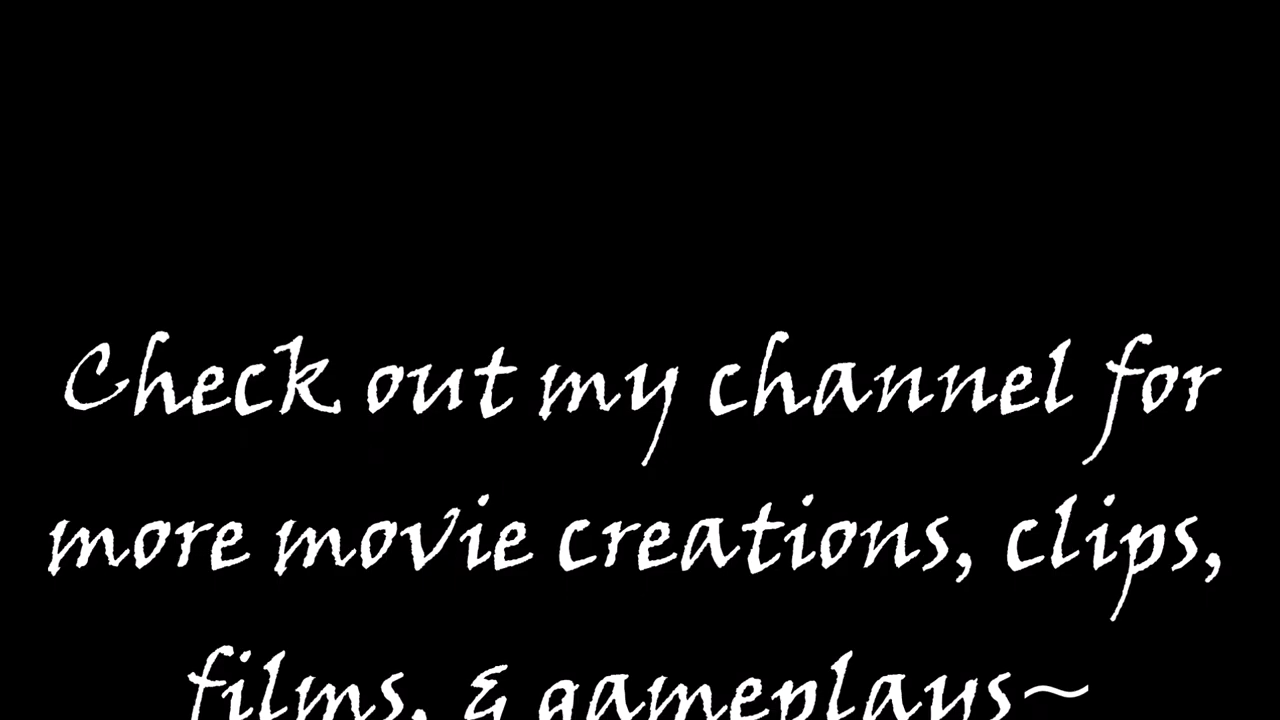 Check out my channel for
more movie creations, clips,
films, & gameplays~